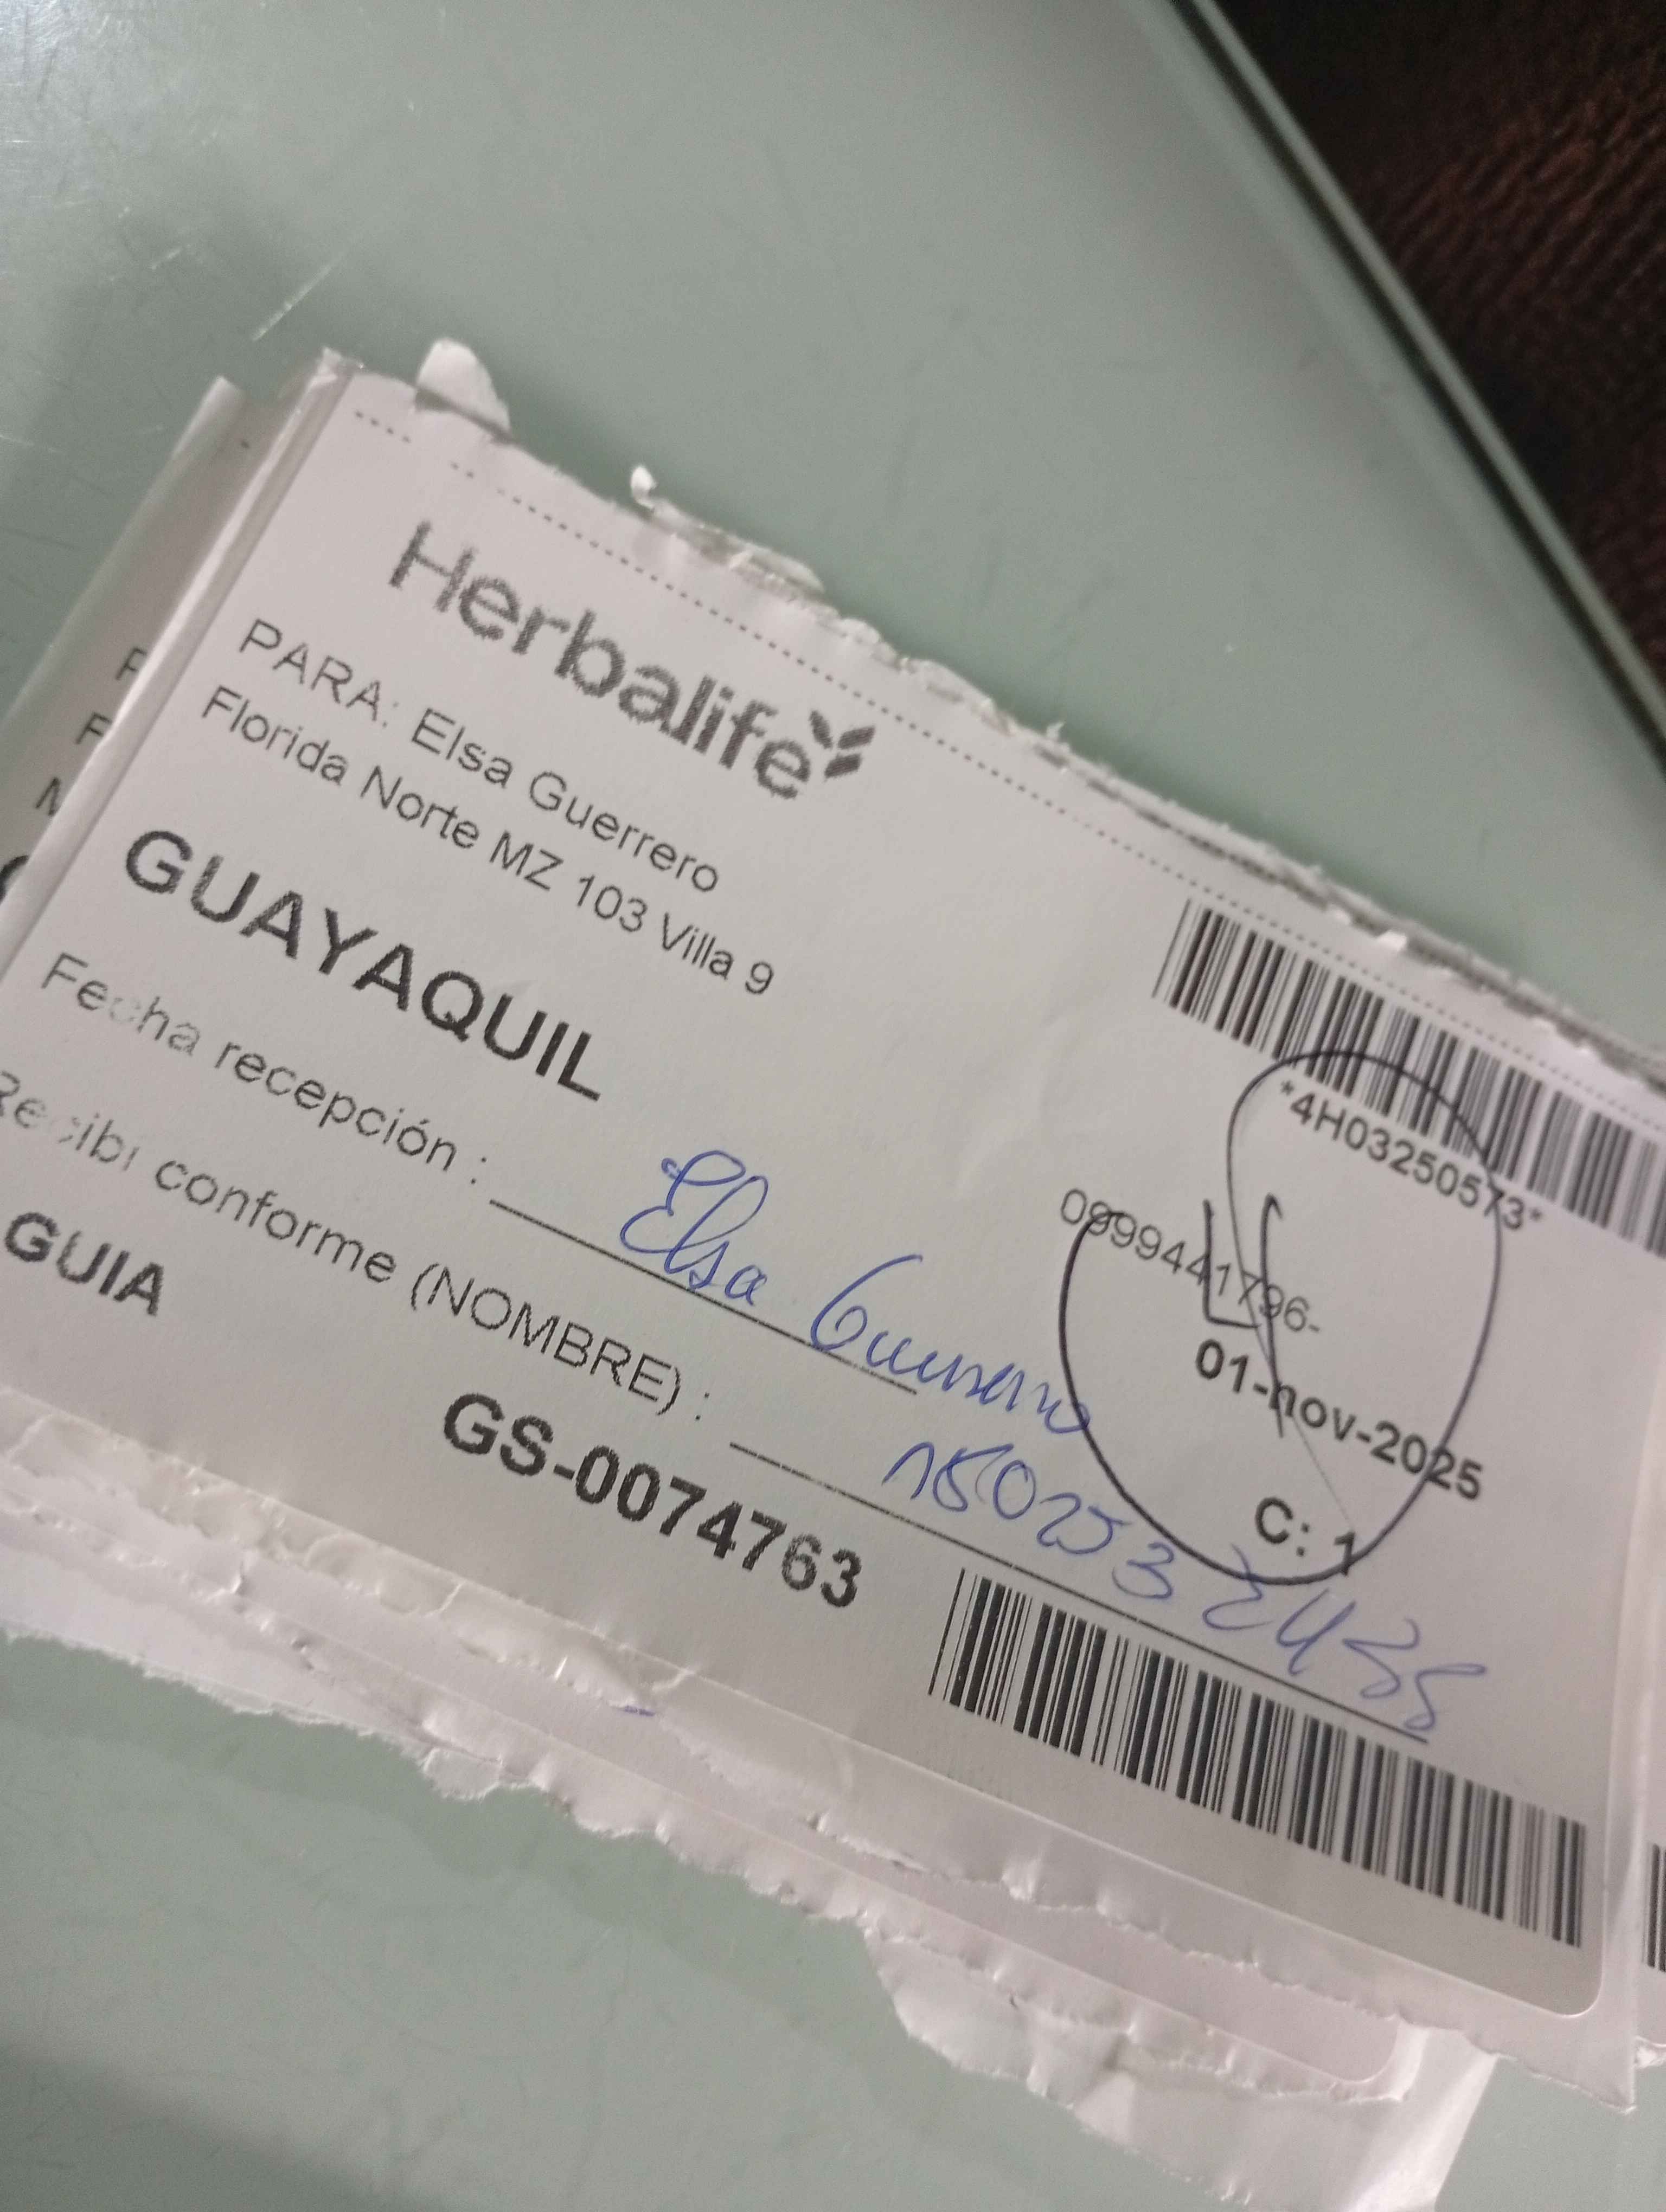 Herbalife
PARA: Elsa Guerrero
Florida Norte MZ 103 Villa 9
GUAYAQUIL
*4H03250573*
0999441796-
01-nov-2025
C: 1
Fecha recepción :
Elsa Guerrero
Recibi conforme (NOMBRE) :
GUIA
GS-0074763